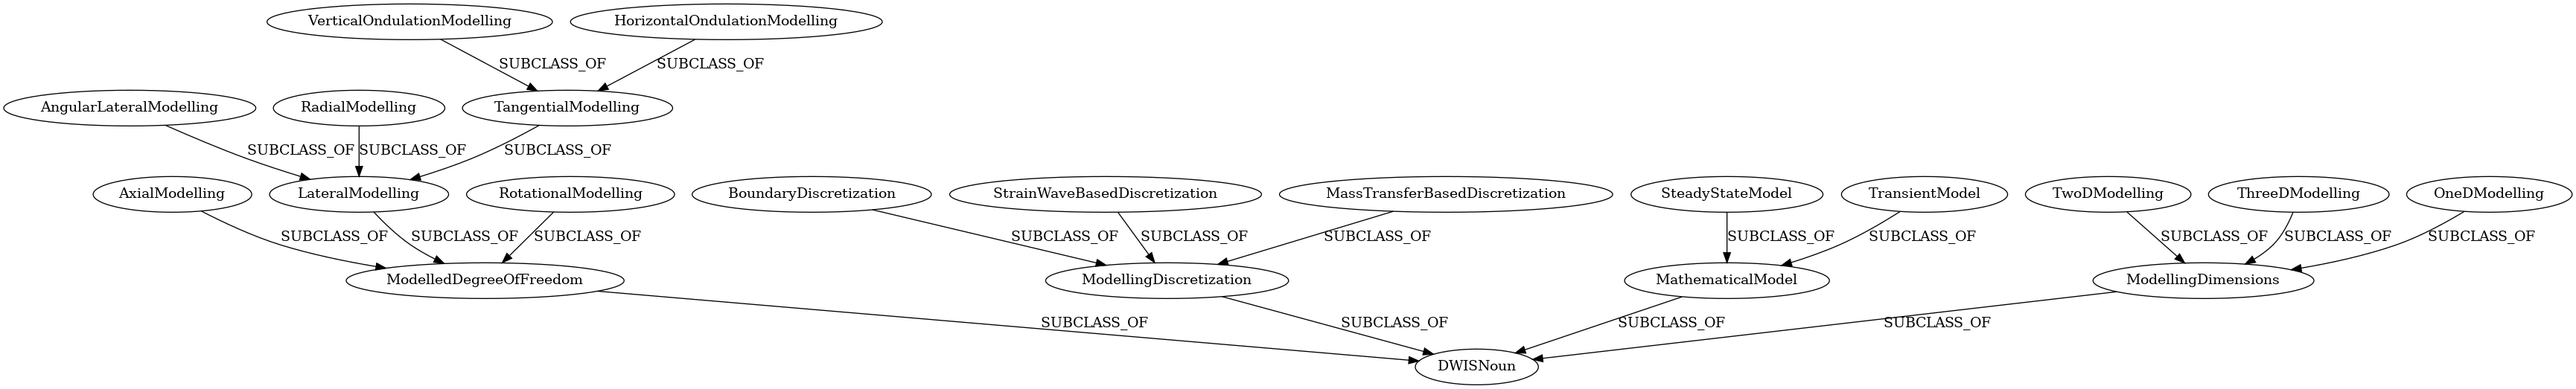 VerticalOndulationModelling
HorizontalOndulationModelling
SUBCLASS_OF
SUBCLASS_OF
AngularLateralModelling
RadialModelling
TangentialModelling
SUBCLASS_OF
SUBCLASS_OF
SUBCLASS_OF
AxialModelling
LateralModelling
RotationalModelling
BoundaryDiscretization
StrainWaveBasedDiscretization
MassTransferBasedDiscretization
SteadyStateModel
TransientModel
TwoDModelling
ThreeDModelling
OneDModelling
SUBCLASS_OF
SUBCLASS_OF
SUBCLASS_OF
SUBCLASS_OF
SUBCLASS_OF
SUBCLASS_OF
SUBCLASS_OF
SUBCLASS_OF
SUBCLASS_OF
SUBCLASS_OF
SUBCLASS_OF
ModelledDegreeOfFreedom
ModellingDiscretization
MathematicalModel
ModellingDimensions
SUBCLASS_OF
SUBCLASS_OF
SUBCLASS_OF
SUBCLASS_OF
DWISNoun